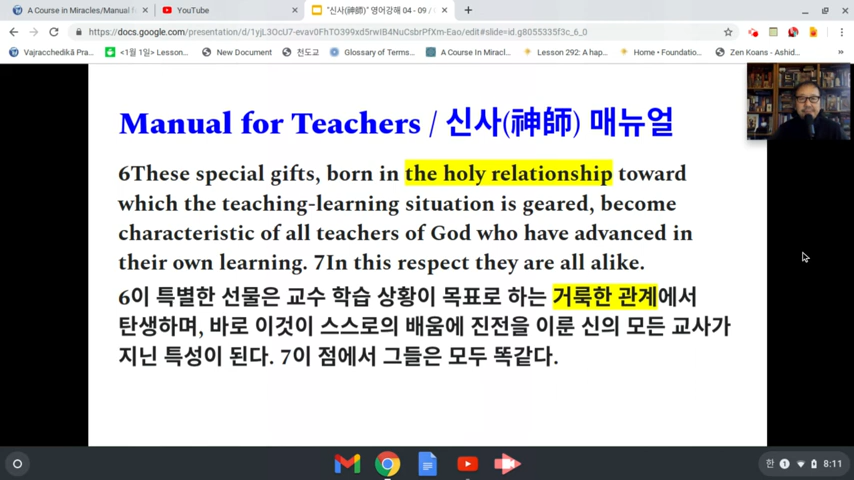 A Course in Miracles/Manual f
YouTube
"신사(神師)" 영어강해 04 - 09 /
https://docs.google.com/presentation/d/1yjL3OcU7-evav0FhTO399xd5rwIB4NuCsbrPfXm-Eao/edit#slide=id.g8055335f3c_6_0
Vajracchedikā Pra...
<1월 1일> Lesson...
New Document
천도교
Glossary of Terms...
A Course In Miracl...
Lesson 292: A hap...
Home • Foundatio...
Zen Koans - Ashid...
Manual for Teachers / 신사(神師) 매뉴얼
6These special gifts, born in the holy relationship toward
which the teaching-learning situation is geared, become
characteristic of all teachers of God who have advanced in
their own learning. 7In this respect they are all alike.
6이 특별한 선물은 교수 학습 상황이 목표로 하는 거룩한 관계에서
탄생하며, 바로 이것이 스스로의 배움에 진전을 이룬 신의 모든 교사가
지닌 특성이 된다. 7이 점에서 그들은 모두 똑같다.
한 1 8:11